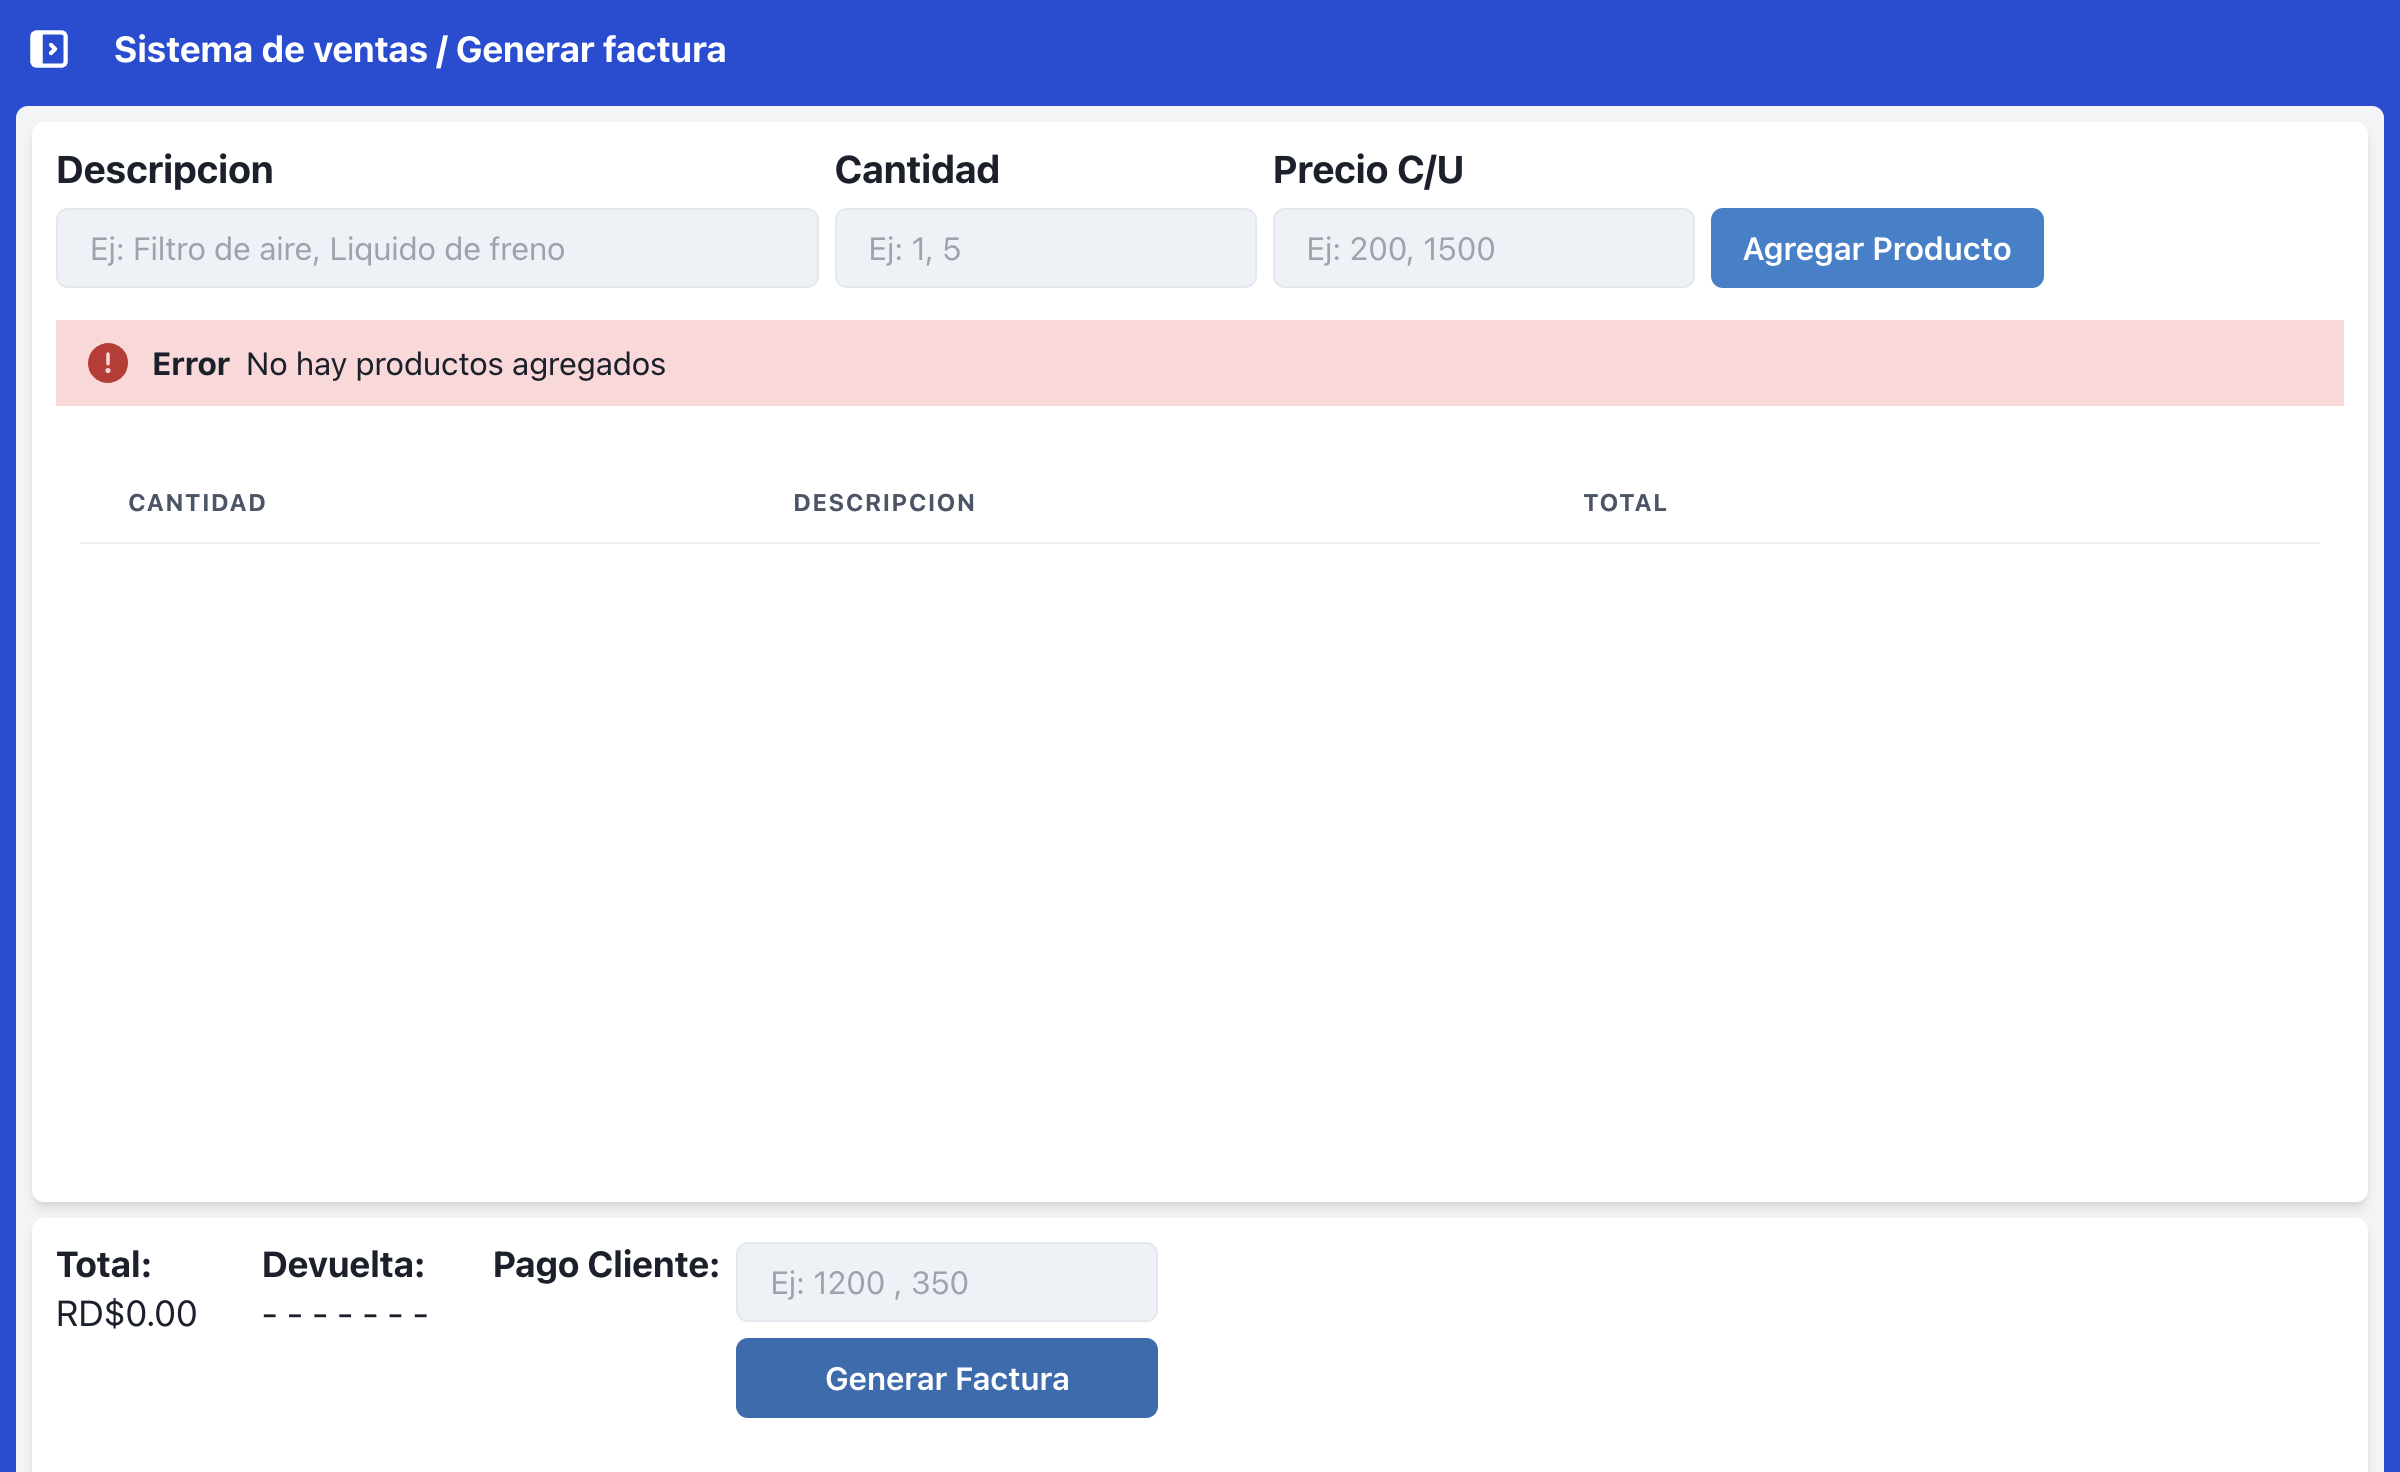 Sistema de ventas / Generar factura
Descripcion
Cantidad
Precio C/U
Ej: Filtro de aire, Liquido de freno
Ej: 1, 5
Ej: 200, 1500
Agregar Producto
Error No hay productos agregados
CANTIDAD
DESCRIPCION
TOTAL
Total:
RD$0.00
Devuelta:
- - - - - - -
Pago Cliente:
Ej: 1200 , 350
Generar Factura